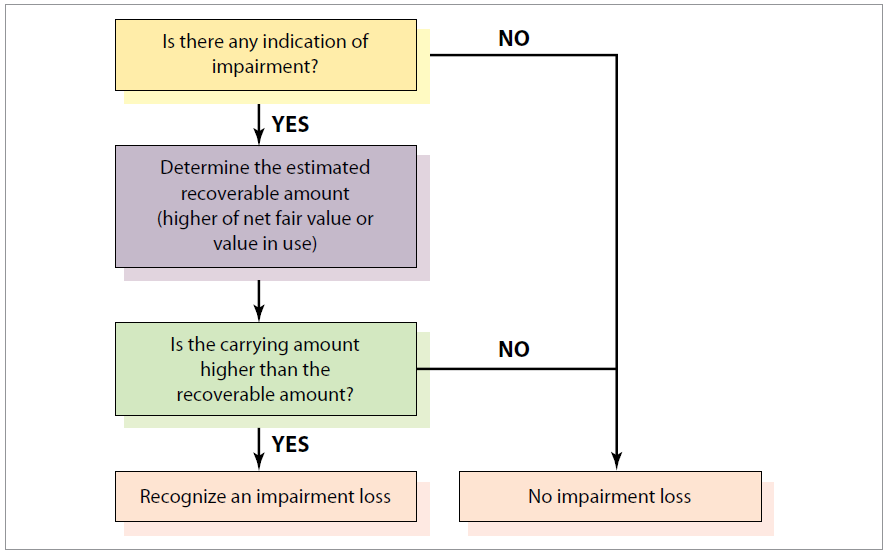 Is there any indication of
impairment?
NO
YES
Determine the estimated
recoverable amount
(higher of net fair value or
value in use)
Is the carrying amount
higher than the
recoverable amount?
NO
YES
Recognize an impairment loss
No impairment loss